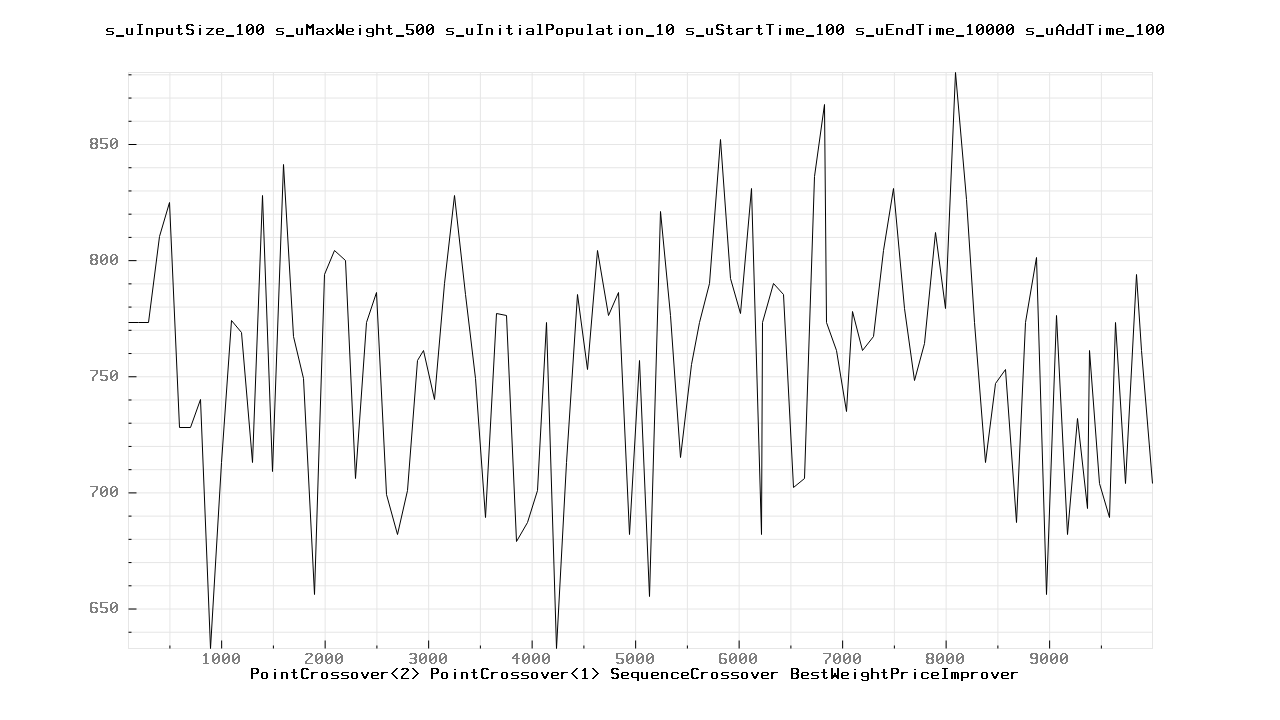 s_uInputSize_100 s_uMaxWeight_500 s_uInitialPopulation_10 s_uStartTime_100 s_uEndTime_10000 s_uAddTime_100
850
800
750
700
650
1000 2000 3000 4000 5000 6000 7000 8000 9000
PointCrossover<2> PointCrossover<1> SequenceCrossover BestWeightPriceImprover